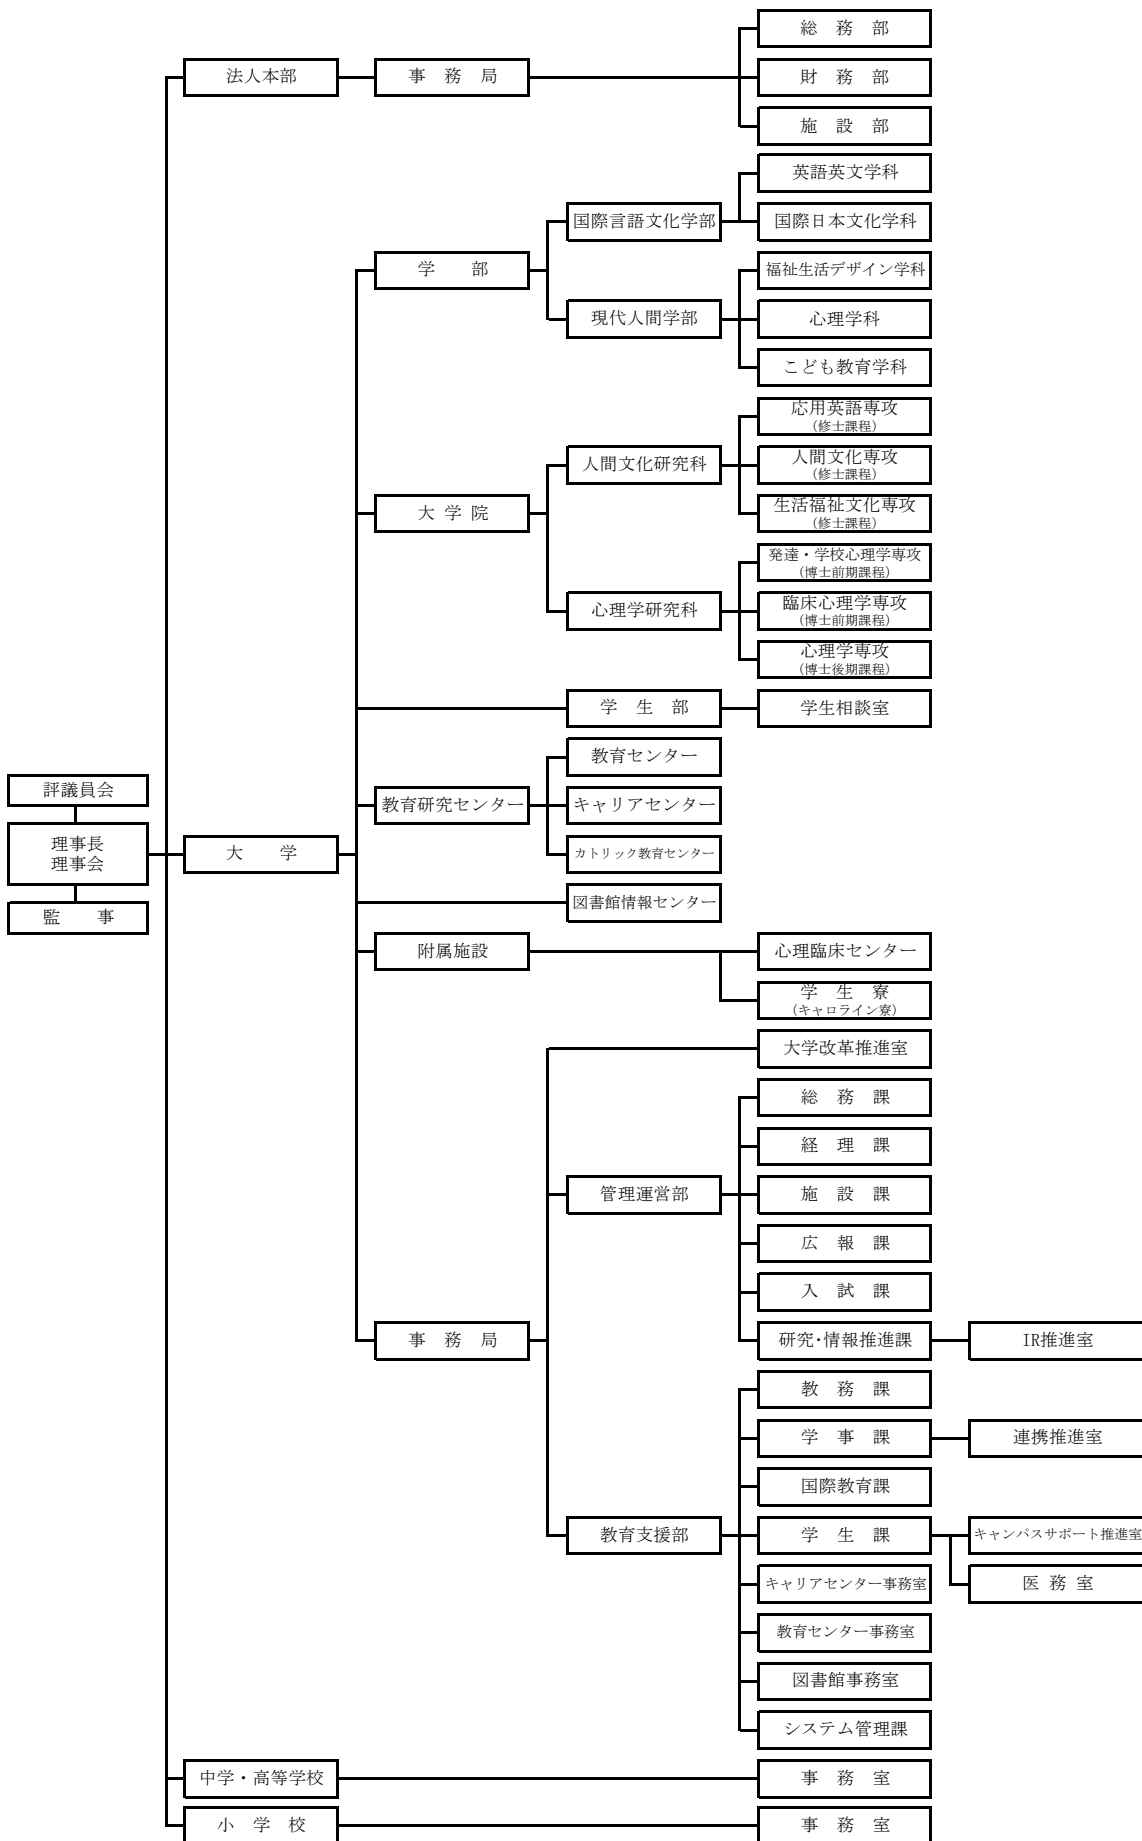 総　務　部
法人本部
事　務　局
財　務　部
施　設　部
英語英文学科
国際言語文化学部
国際日本文化学科
学　　部
福祉生活デザイン学科
現代人間学部
心理学科
こども教育学科
応用英語専攻
(修士課程)
人間文化研究科
人間文化専攻
(修士課程)
大 学 院
生活福祉文化専攻
(修士課程)
発達・学校心理学専攻
(博士前期課程)
心理学研究科
臨床心理学専攻
(博士前期課程)
心理学専攻
(博士後期課程)
学　生　部
学生相談室
教育センター
評議員会
教育研究センター
キャリアセンター
理事長
理事会
大　　学
カトリック教育センター
監　　事
図書館情報センター
附属施設
心理臨床センター
学　生　寮
(キャロライン寮)
大学改革推進室
総　務　課
経　理　課
管理運営部
施　設　課
広　報　課
入　試　課
事　務　局
研究・情報推進課
IR推進室
教　務　課
学　事　課
連携推進室
国際教育課
教育支援部
学　生　課
キャンパスサポート推進室
キャリアセンター事務室
医 務 室
教育センター事務室
図書館事務室
システム管理課
中学・高等学校
事　務　室
小　学　校
事　務　室